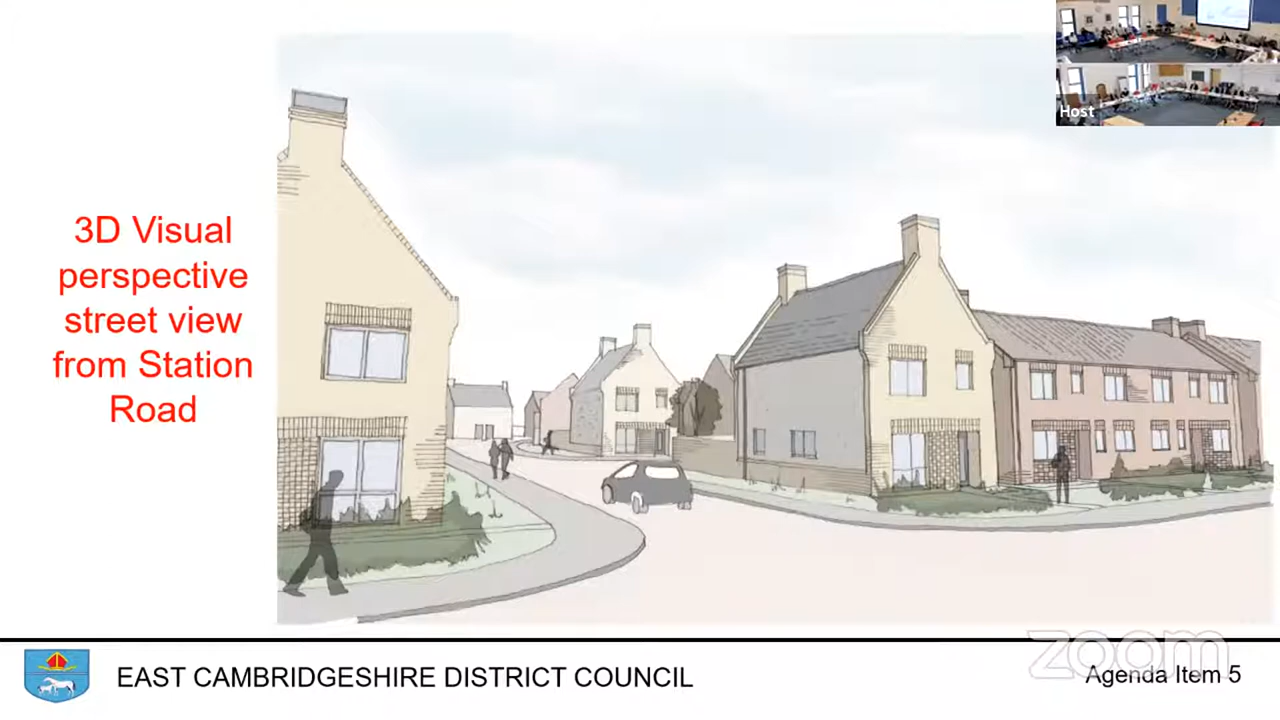 Host
3D Visual
perspective
street view
from Station
Road
zoom
EAST CAMBRIDGESHIRE DISTRICT COUNCIL
Agenda Item 5